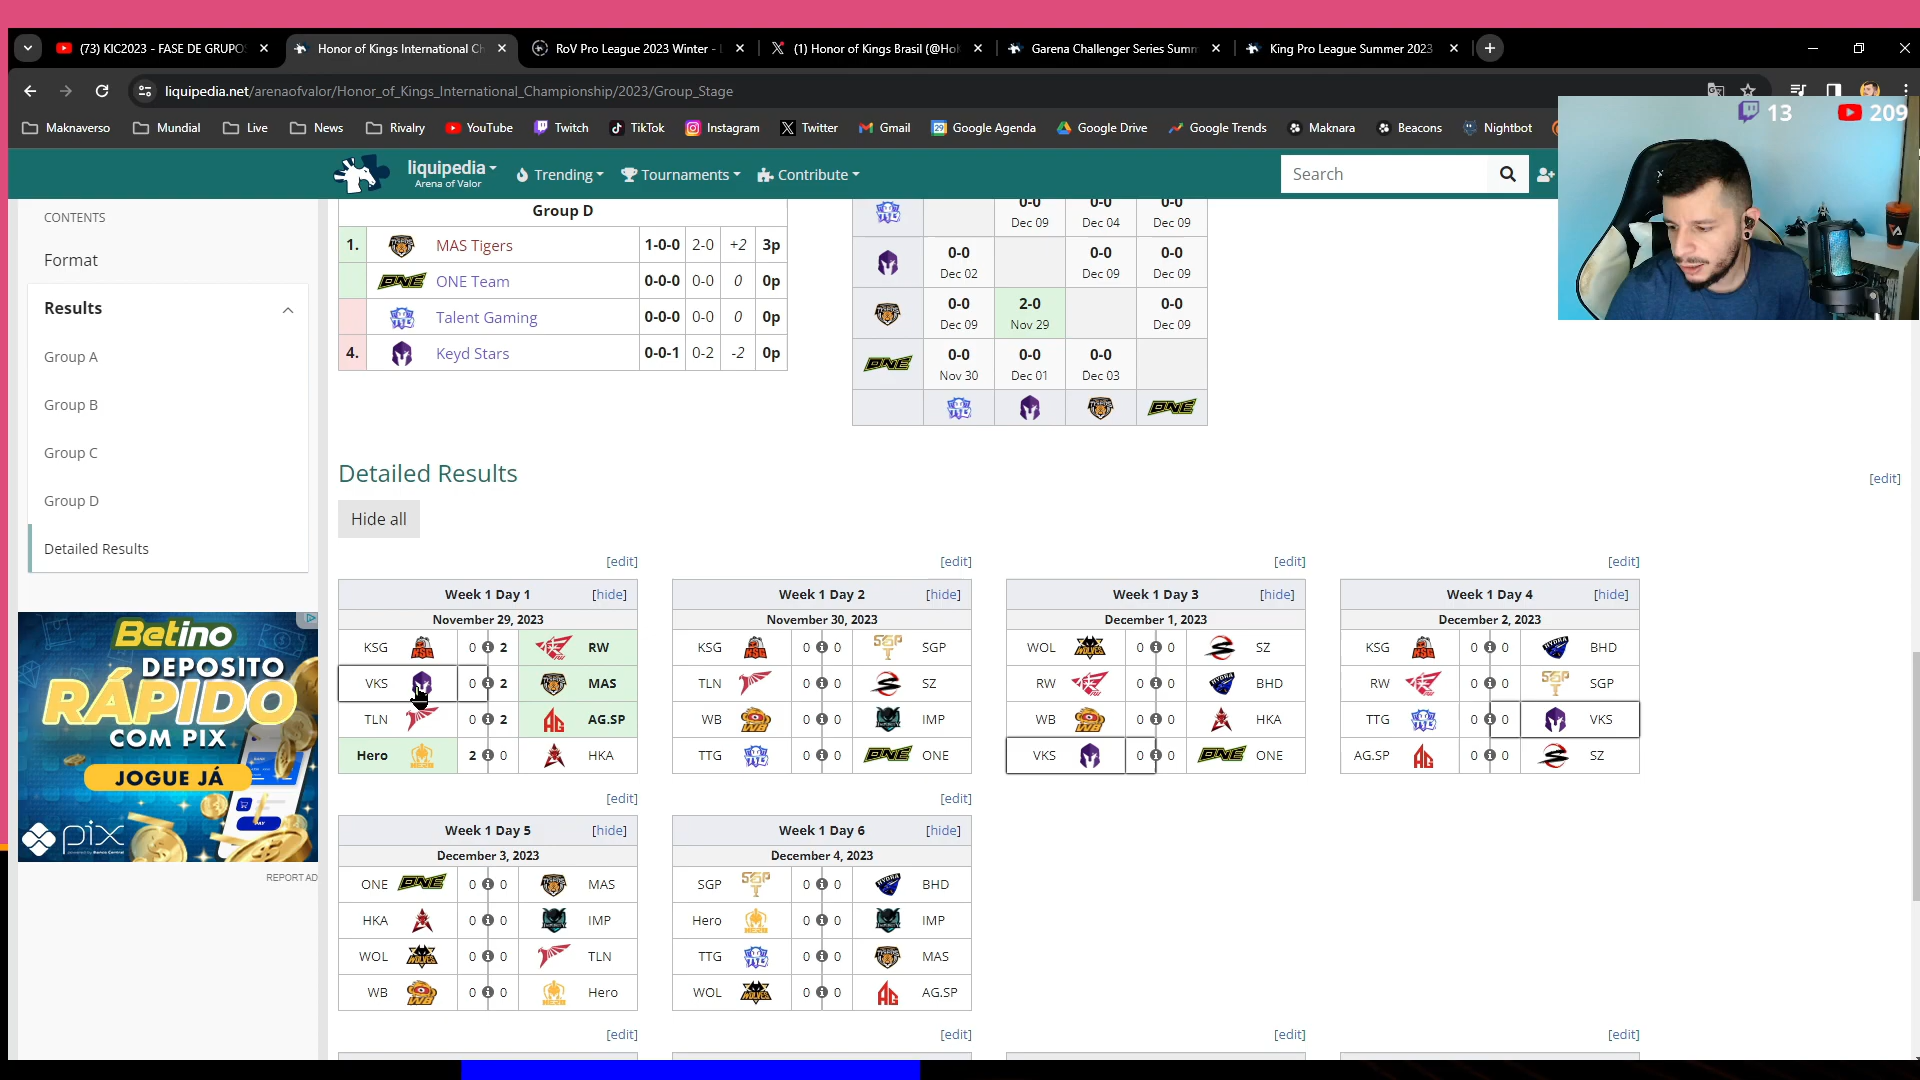 (73) KIC2023 - FASE DE GRUPO
Honor of Kings International Ch
RoV Pro League 2023 Winter - L
(1) Honor of Kings Brasil (@Ho
Garena Challenger Series Summ
King Pro League Summer 2023
liquipedia.net/arenaofvalor/Honor_of_Kings_International_Championship/2023/Group_Stage
Maknaverso Mundial Live News Rivalry YouTube Twitch TikTok Instagram Twitter Gmail Google Agenda Google Drive Google Trends Maknara Beacons Nightbot
13 209
liquipedia
Arena of Valor
Trending Tournaments Contribute
Search
CONTENTS
Format
Results
Group A
Group B
Group C
Group D
Detailed Results
Group D
1. MAS Tigers 1-0-0 2-0 +2 3p
ONE Team 0-0-0 0-0 0 0p
Talent Gaming 0-0-0 0-0 0 0p
4. Keyd Stars 0-0-1 0-2 -2 0p
0-0 0-0 0-0
Dec 09 Dec 04 Dec 09
0-0 0-0 0-0
Dec 02 Dec 09 Dec 09
0-0 2-0 0-0
Dec 09 Nov 29 Dec 09
0-0 0-0 0-0
Nov 30 Dec 01 Dec 03
Detailed Results
[edit]
Hide all
[edit] [edit] [edit] [edit]
Week 1 Day 1 [hide]
November 29, 2023
KSG 0 2 RW
VKS 0 2 MAS
TLN 0 2 AG.SP
Hero 2 0 HKA
Week 1 Day 2 [hide]
November 30, 2023
KSG 0 0 SGP
TLN 0 0 SZ
WB 0 0 IMP
TTG 0 0 ONE
Week 1 Day 3 [hide]
December 1, 2023
WOL 0 0 SZ
RW 0 0 BHD
WB 0 0 HKA
VKS 0 0 ONE
Week 1 Day 4 [hide]
December 2, 2023
KSG 0 0 BHD
RW 0 0 SGP
TTG 0 0 VKS
AG.SP 0 0 SZ
[edit] [edit]
Week 1 Day 5 [hide]
December 3, 2023
ONE 0 0 MAS
HKA 0 0 IMP
WOL 0 0 TLN
WB 0 0 Hero
Week 1 Day 6 [hide]
December 4, 2023
SGP 0 0 BHD
Hero 0 0 IMP
TTG 0 0 MAS
WOL 0 0 AG.SP
[edit] [edit] [edit] [edit]
Betino
DEPOSITO
RÁPIDO
COM PIX
JOGUE JÁ
pix
REPORT AD